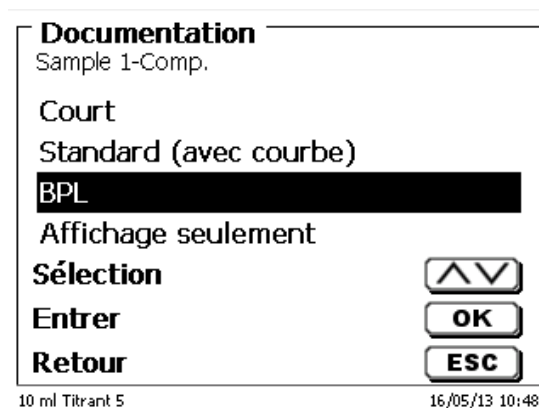 Documentation
Sample 1-Comp.
Court
Standard (avec courbe)
BPL
Affichage seulement
Sélection
Entrer OK
Retour ESC
10 ml Titrant 5 16/05/13 10:48